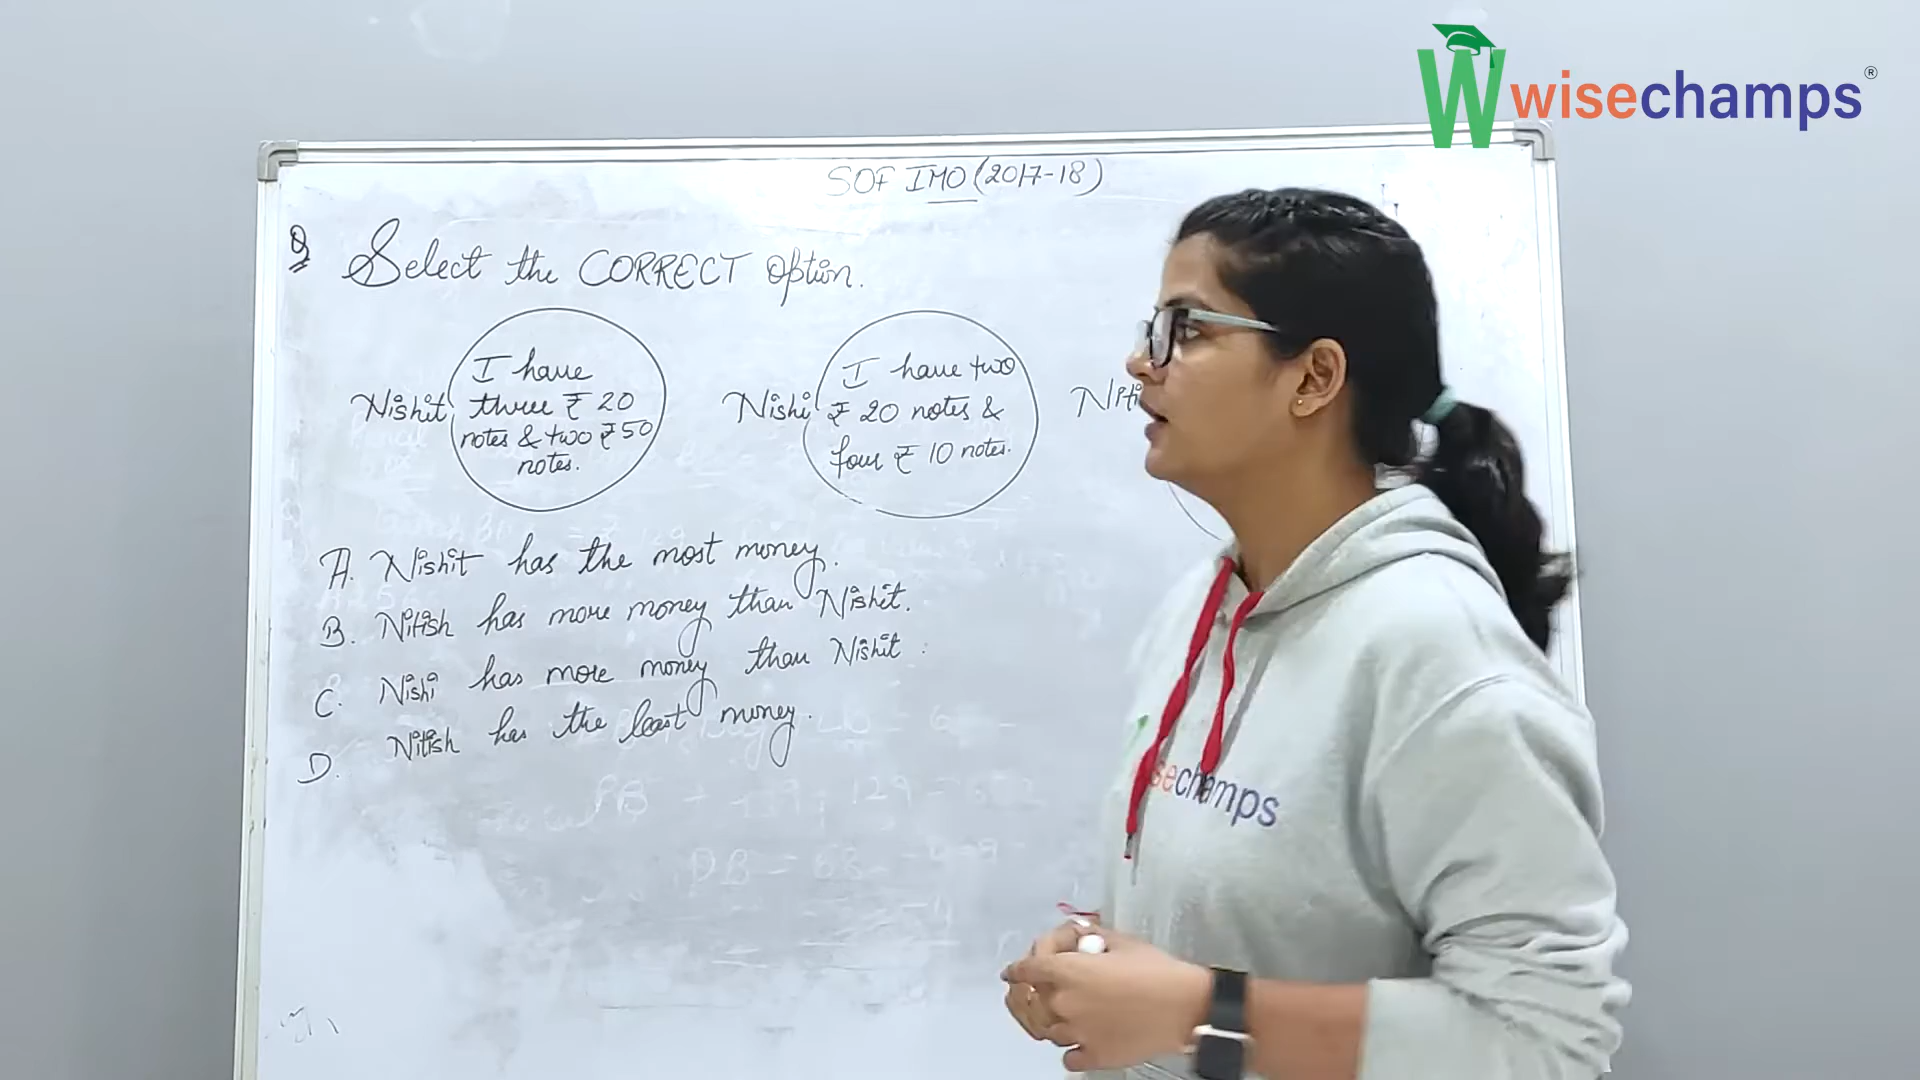 wisechamps®
SOF IMO (2017-18)
Q Select the CORRECT option.
Nishit
I have
three ₹ 20
notes & two ₹50
notes.
Nishi
I have two
₹ 20 notes &
four ₹ 10 notes.
Niti
A. Nishit has the most money.
B. Nitish has more money than Nishit.
C. Nishi has more money than Nishit.
D. Nitish has the least money.
sechamps